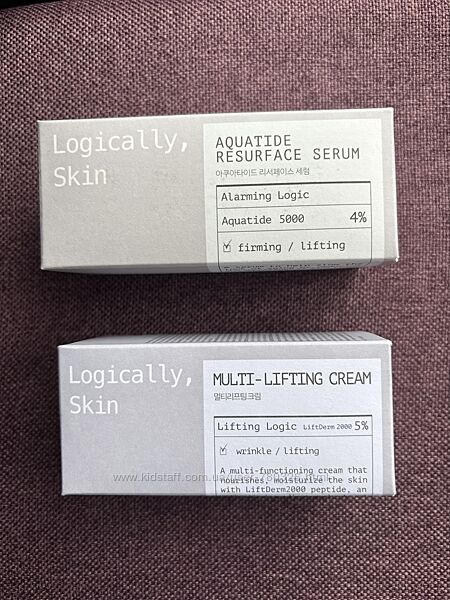 Logically,
Skin
AQUATIDE
RESURFACE SERUM
아쿠아타이드 리서페이스 세럼
Alarming Logic
Aquatide 5000 4%
firming / lifting
Logically,
Skin
MULTI-LIFTING CREAM
멀티리프팅크림
Lifting Logic LiftDerm 2000 5%
wrinkle / lifting
A multi-functioning cream that
nourishes, moisturize the skin
with LiftDerm2000 peptide, an